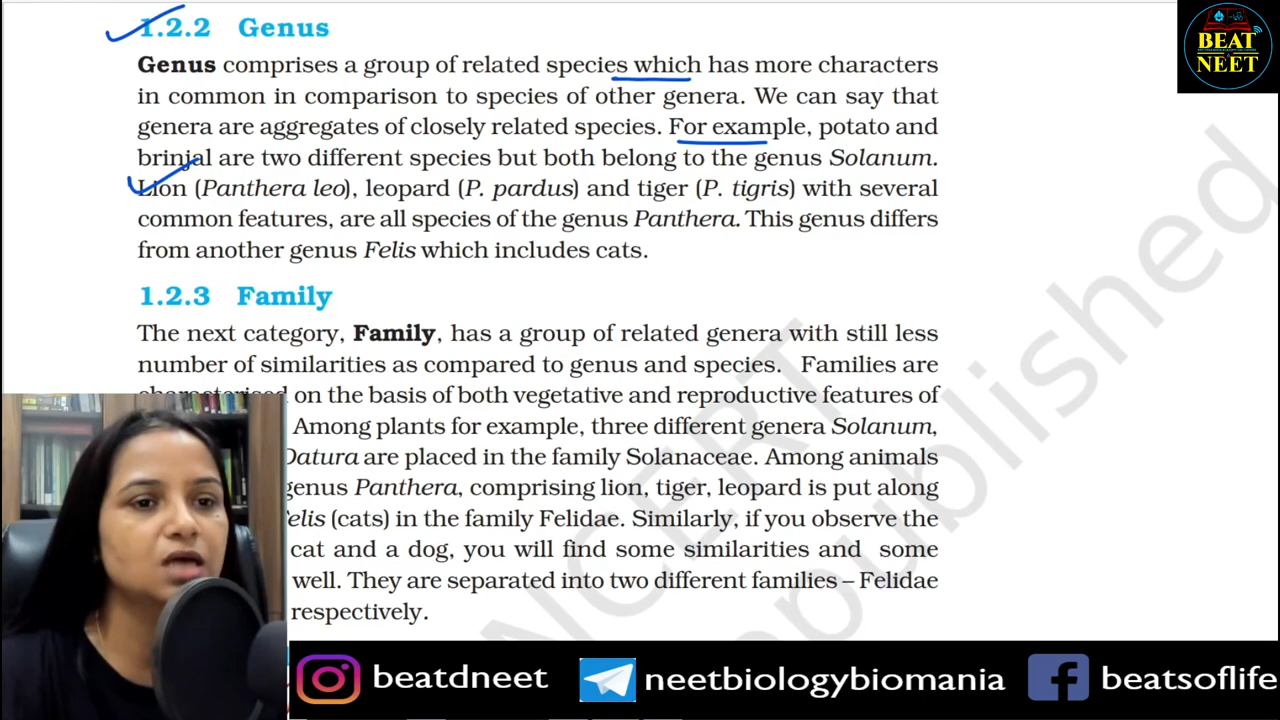 1.2.2 Genus
Genus comprises a group of related species which has more characters
in common in comparison to species of other genera. We can say that
genera are aggregates of closely related species. For example, potato and
brinjal are two different species but both belong to the genus Solanum.
Lion (Panthera leo), leopard (P. pardus) and tiger (P. tigris) with several
common features, are all species of the genus Panthera. This genus differs
from another genus Felis which includes cats.
1.2.3 Family
The next category, Family, has a group of related genera with still less
number of similarities as compared to genus and species. Families are
characterised on the basis of both vegetative and reproductive features of
Among plants for example, three different genera Solanum,
Datura are placed in the family Solanaceae. Among animals
genus Panthera, comprising lion, tiger, leopard is put along
Felis (cats) in the family Felidae. Similarly, if you observe the
cat and a dog, you will find some similarities and some
well. They are separated into two different families – Felidae
respectively.
BEAT
NEET
NCERT
republished
beatdneet
neetbiologybiomania
beatsoflife